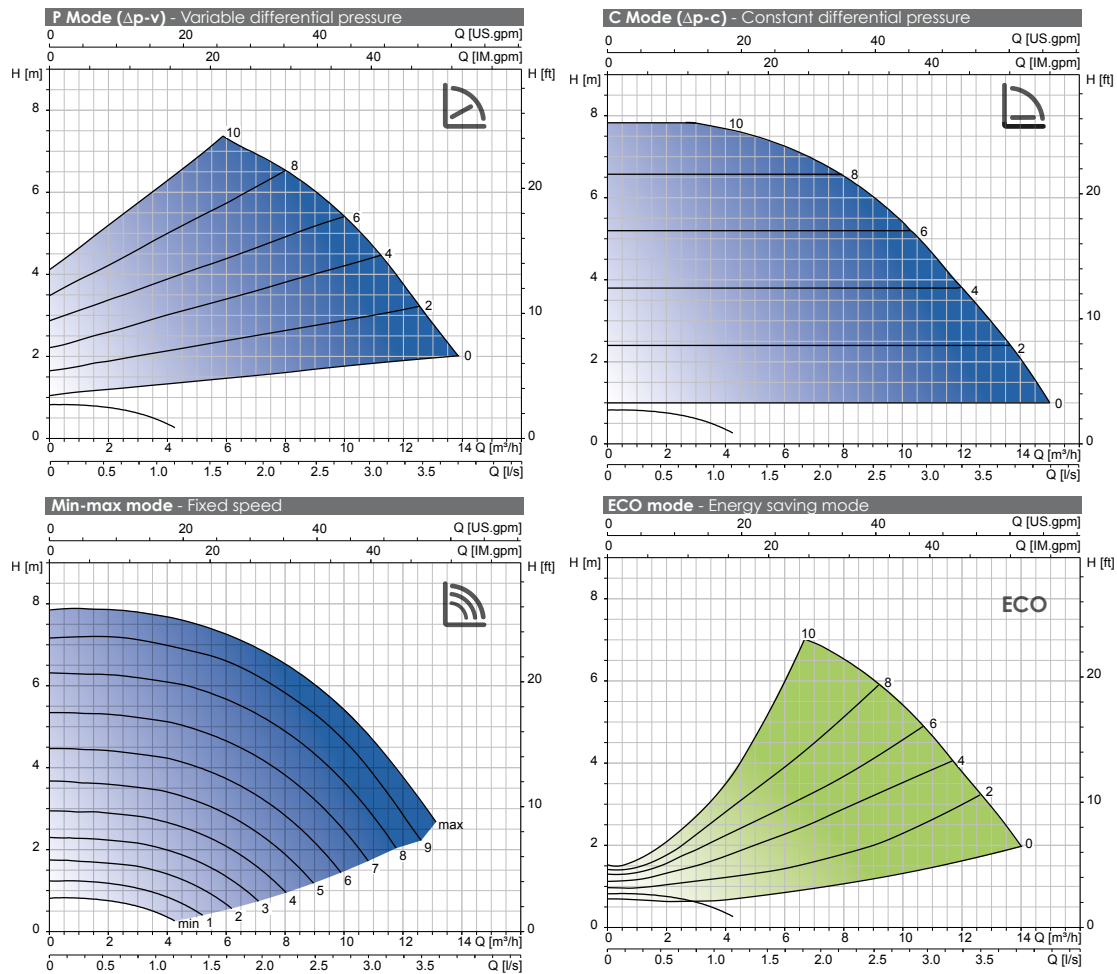 P Mode (Δp-v) - Variable differential pressure
0 20 40 Q [US.gpm]
0 20 40 Q [IM.gpm]
H [m] H [ft]
8
6
4
2
0
20
10
0
10
8
6
4
2
0
0 2 4 6 8 10 12 14 Q [m³/h]
0 0.5 1.0 1.5 2.0 2.5 3.0 3.5 Q [l/s]
C Mode (Δp-c) - Constant differential pressure
0 20 40 Q [US.gpm]
0 20 40 Q [IM.gpm]
H [m] H [ft]
8
6
4
2
0
20
10
0
10
8
6
4
2
0
0 2 4 6 8 10 12 14 Q [m³/h]
0 0.5 1.0 1.5 2.0 2.5 3.0 3.5 Q [l/s]
Min-max mode - Fixed speed
0 20 40 Q [US.gpm]
0 20 40 Q [IM.gpm]
H [m] H [ft]
8
6
4
2
0
20
10
0
max
9
8
7
6
5
4
3
2
1
min
0 2 4 6 8 10 12 14 Q [m³/h]
0 0.5 1.0 1.5 2.0 2.5 3.0 3.5 Q [l/s]
ECO mode - Energy saving mode
0 20 40 Q [US.gpm]
0 20 40 Q [IM.gpm]
H [m] H [ft]
ECO
8
6
4
2
0
20
10
0
10
8
6
4
2
0
0 2 4 6 8 10 12 14 Q [m³/h]
0 0.5 1.0 1.5 2.0 2.5 3.0 3.5 Q [l/s]